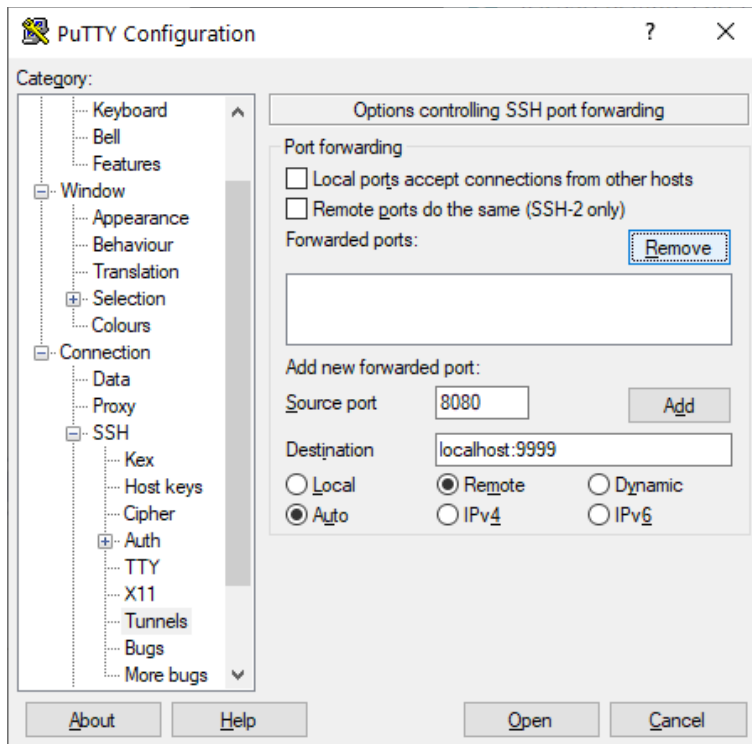 PuTTY Configuration ? X
Category:
Keyboard
Bell
Features
Window
Appearance
Behaviour
Translation
Selection
Colours
Connection
Data
Proxy
SSH
Kex
Host keys
Cipher
Auth
TTY
X11
Tunnels
Bugs
More bugs
Options controlling SSH port forwarding
Port forwarding
Local ports accept connections from other hosts
Remote ports do the same (SSH-2 only)
Forwarded ports: Remove
Add new forwarded port:
Source port 8080 Add
Destination localhost:9999
Local Remote Dynamic
Auto IPv4 IPv6
About Help Open Cancel